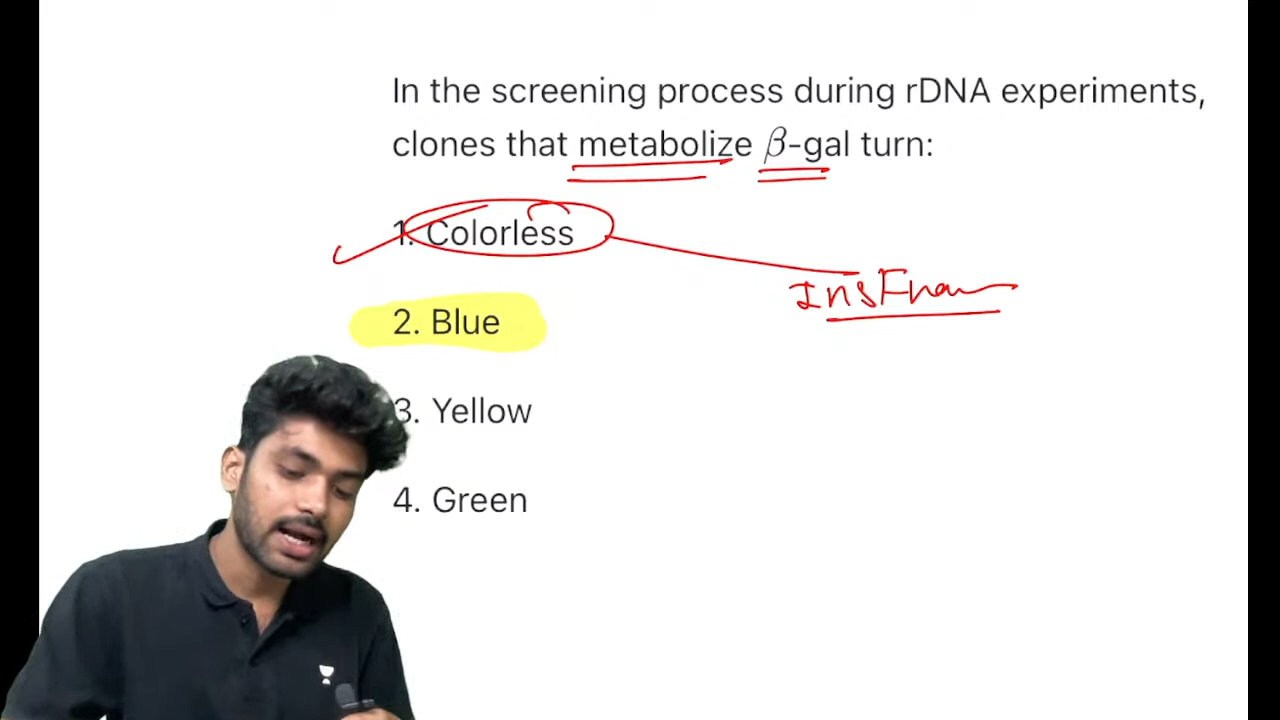 In the screening process during rDNA experiments,
clones that metabolize β-gal turn:
1. Colorless
2. Blue
3. Yellow
4. Green